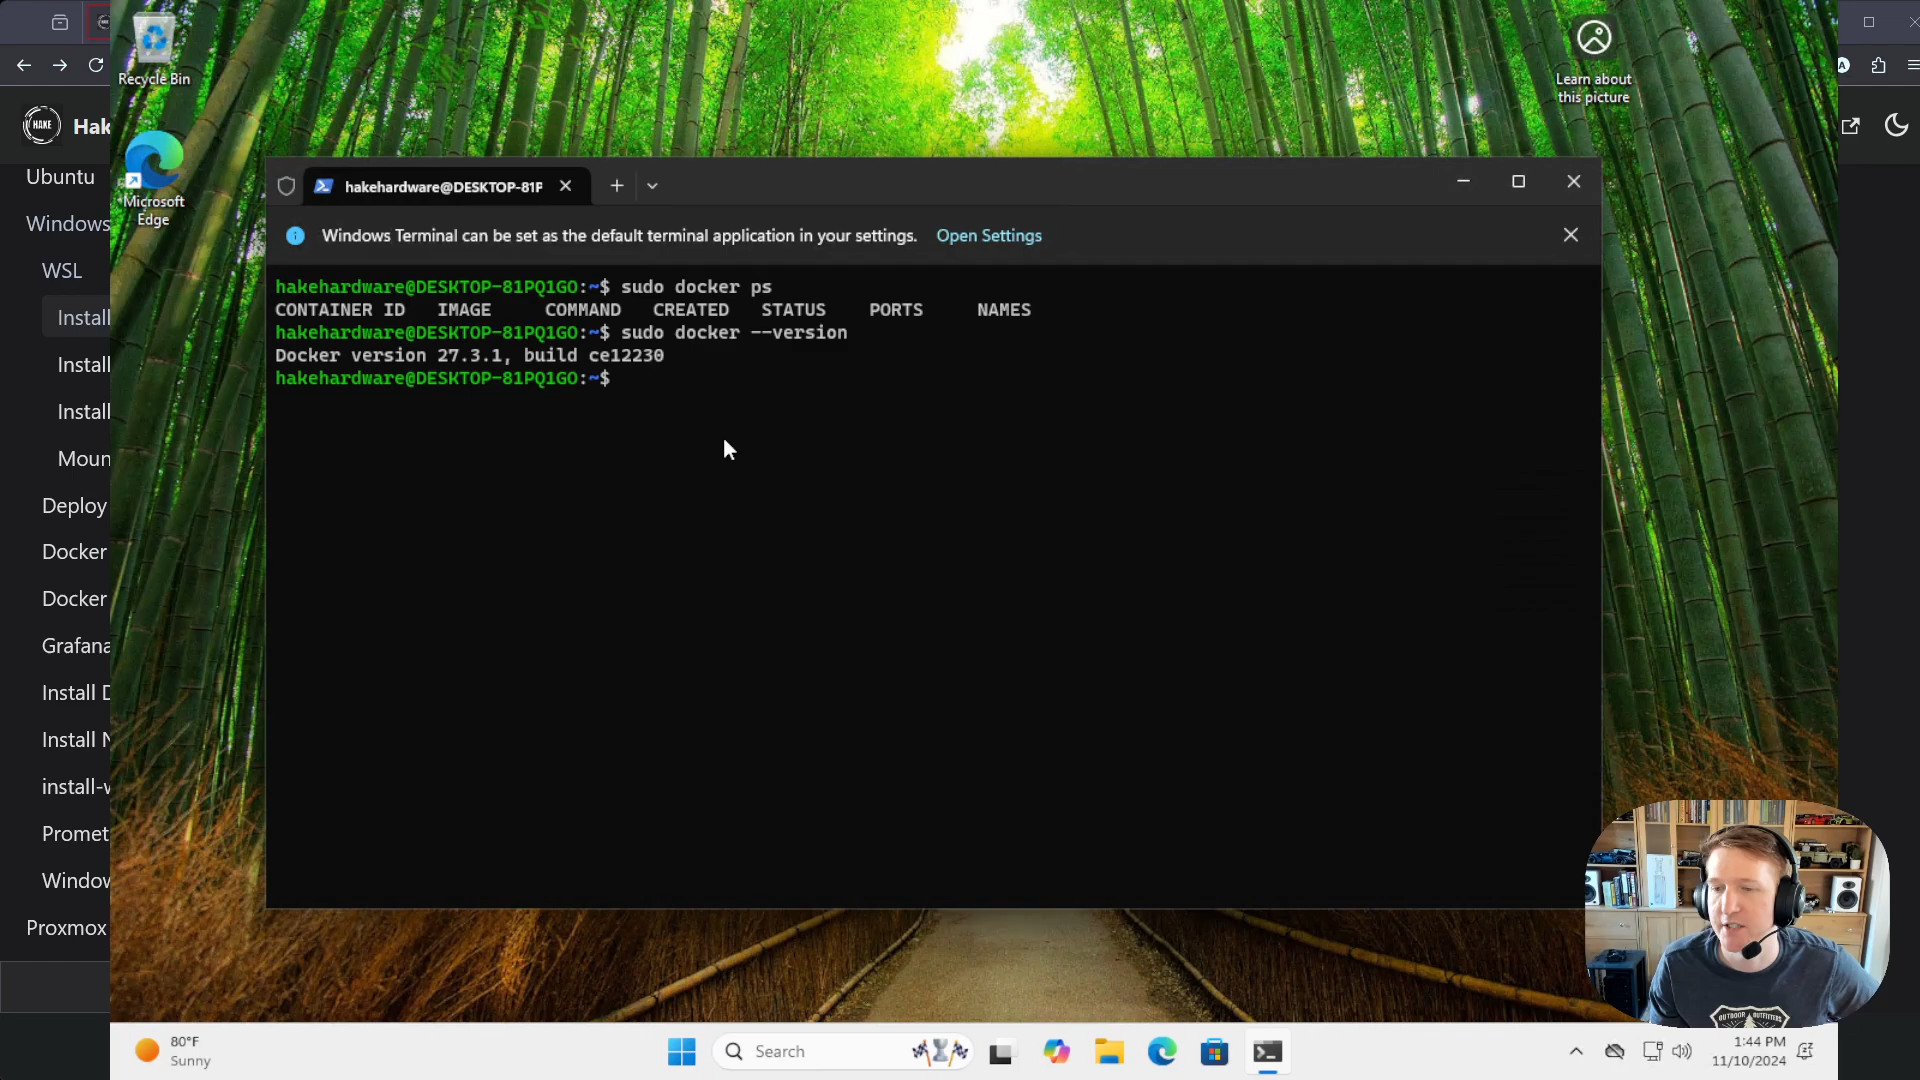 Recycle Bin
Learn about
this picture
HAKE
Hak
Microsoft
Edge
Ubuntu
Windows
WSL
Install
Install
Install
Moun
Deploy
Docker
Docker
Grafana
Install D
Install N
install-w
Promet
Window
Proxmox
hakehardware@DESKTOP-81P
Windows Terminal can be set as the default terminal application in your settings. Open Settings
hakehardware@DESKTOP-81PQ1GO:~$ sudo docker ps
CONTAINER ID IMAGE COMMAND CREATED STATUS PORTS NAMES
hakehardware@DESKTOP-81PQ1GO:~$ sudo docker --version
Docker version 27.3.1, build ce12230
hakehardware@DESKTOP-81PQ1GO:~$
OUTDOOR OUTFITTERS
80°F
Sunny
Search
1:44 PM
11/10/2024